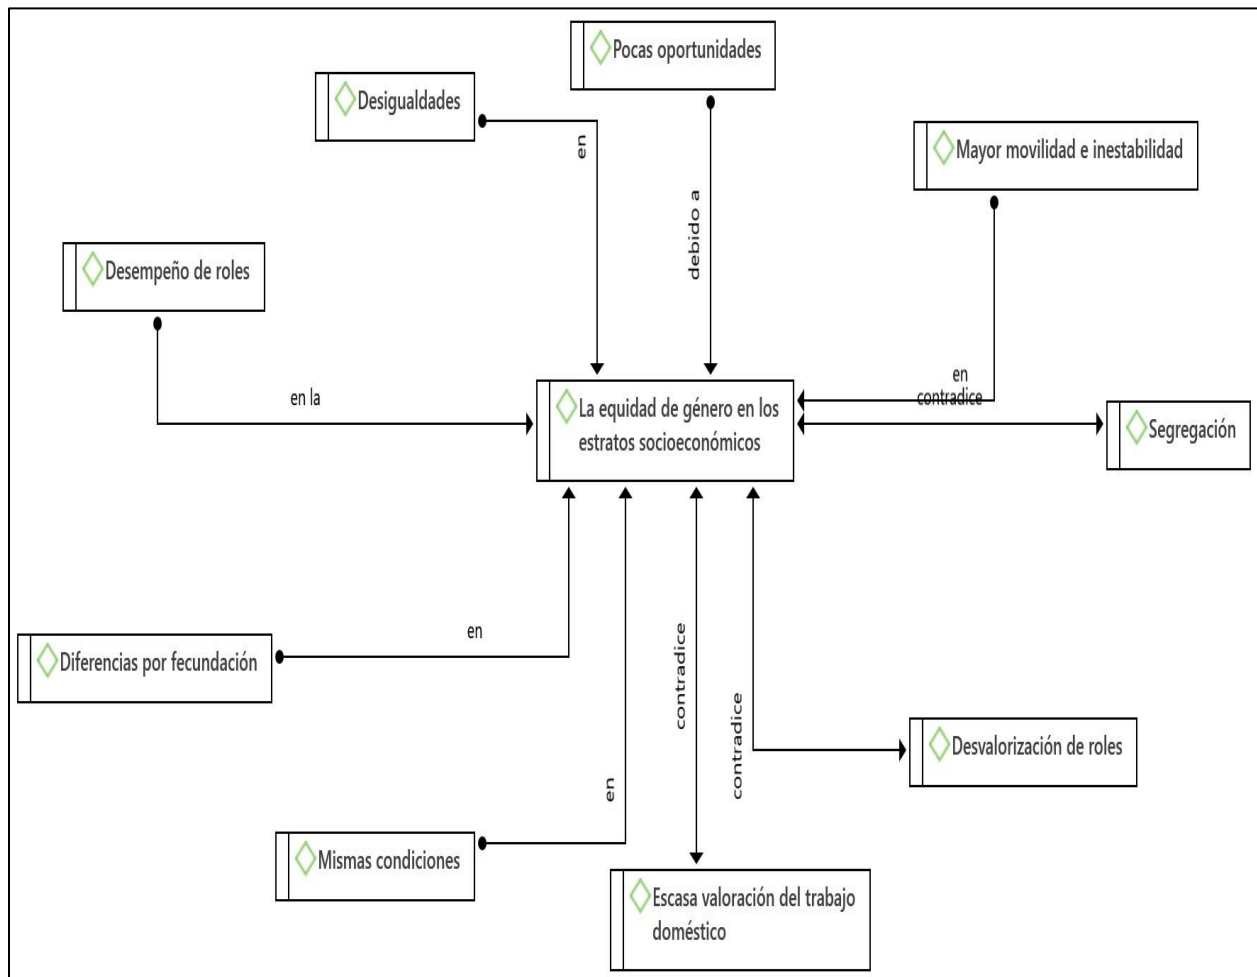 Pocas oportunidades
Desigualdades
en
Mayor movilidad e inestabilidad
debido a
Desempeño de roles
en la
en
contradice
La equidad de género en los
estratos socioeconómicos
Segregación
en
Diferencias por fecundación
contradice
contradice
Desvalorización de roles
en
Mismas condiciones
Escasa valoración del trabajo
doméstico